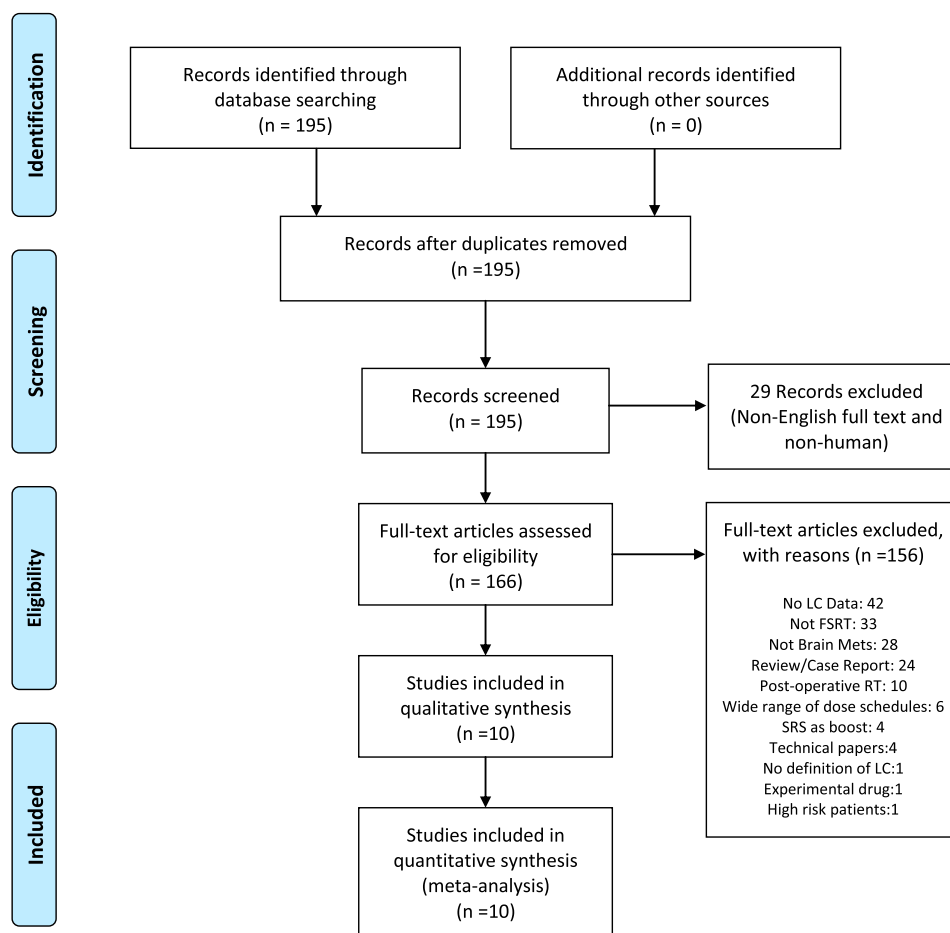 Identification
Records identified through
database searching
(n = 195)
Additional records identified
through other sources
(n = 0)
Records after duplicates removed
(n =195)
Screening
Records screened
(n = 195)
29 Records excluded
(Non-English full text and
non-human)
Eligibility
Full-text articles assessed
for eligibility
(n = 166)
Full-text articles excluded,
with reasons (n =156)
No LC Data: 42
Not FSRT: 33
Not Brain Mets: 28
Review/Case Report: 24
Post-operative RT: 10
Wide range of dose schedules: 6
SRS as boost: 4
Technical papers:4
No definition of LC:1
Experimental drug:1
High risk patients:1
Studies included in
qualitative synthesis
(n =10)
Included
Studies included in
quantitative synthesis
(meta-analysis)
(n =10)